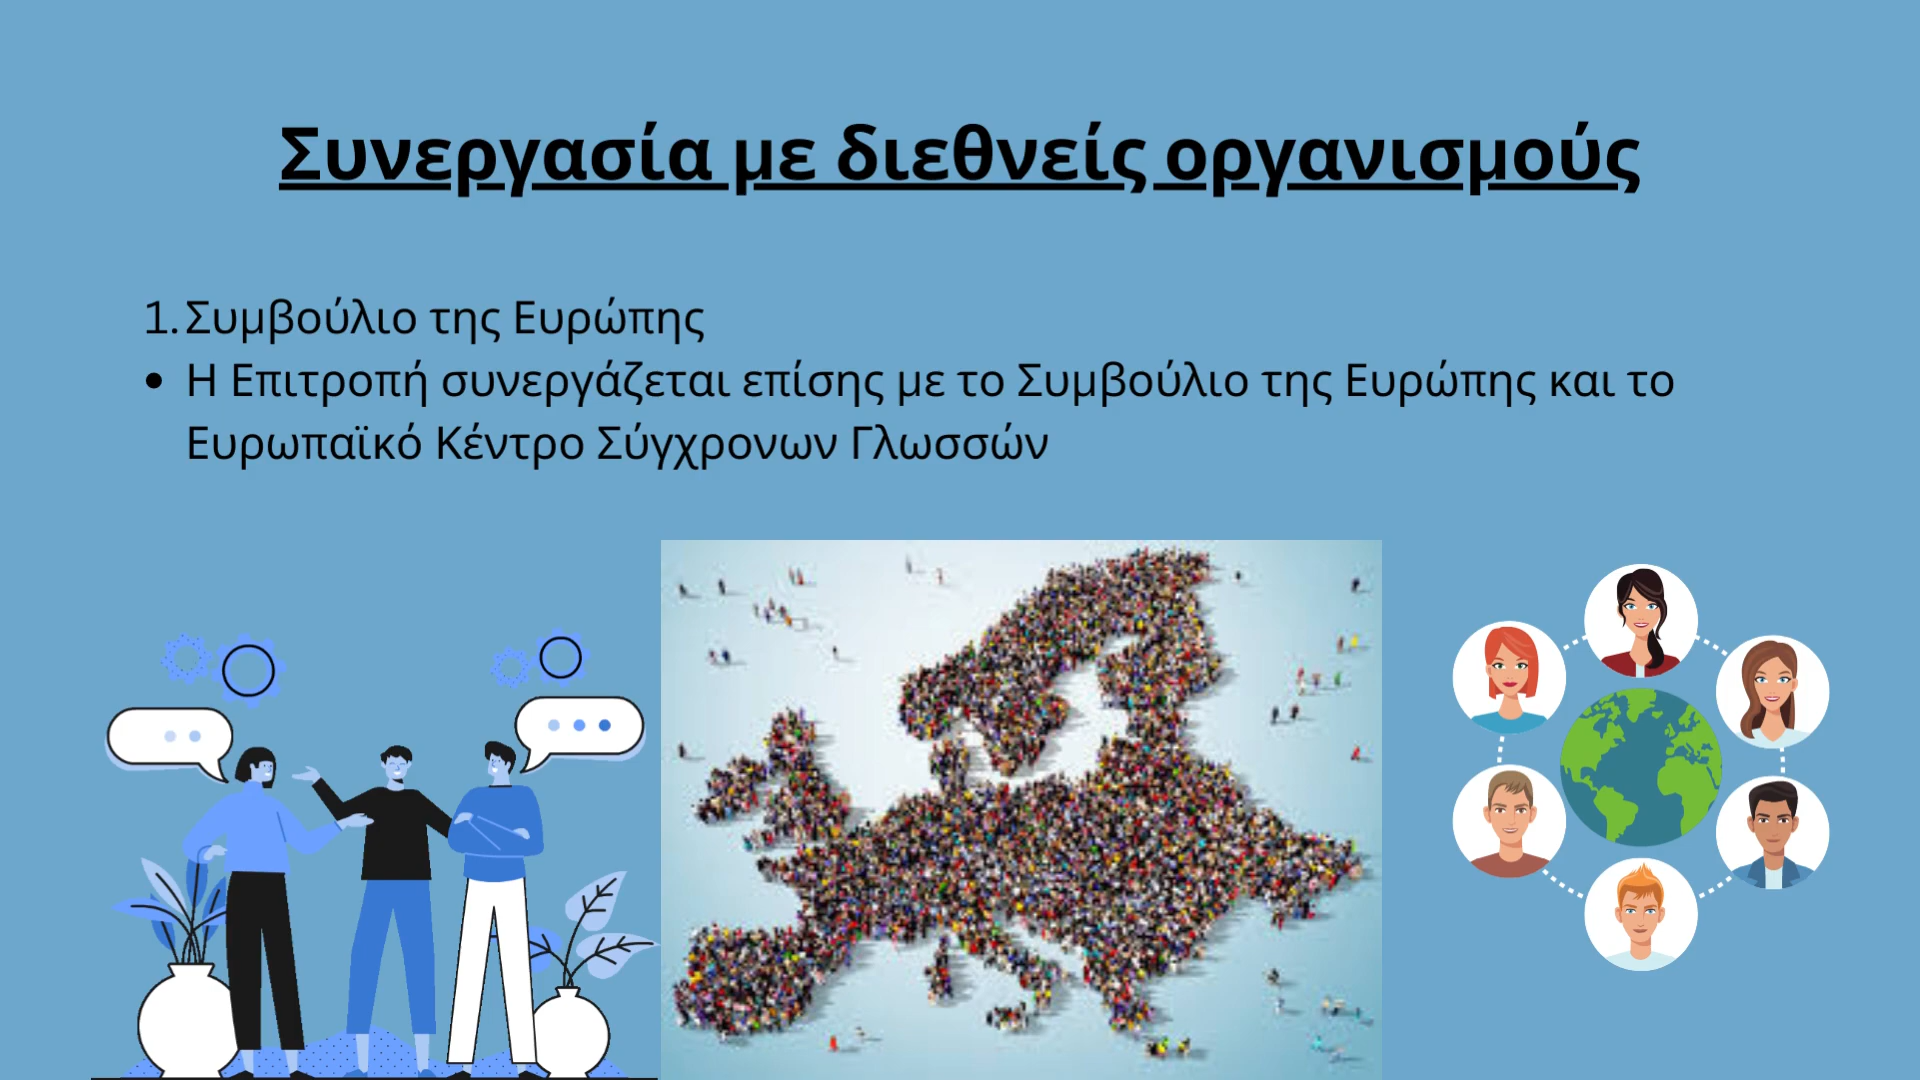 Συνεργασία με διεθνείς οργανισμούς
1. Συμβούλιο της Ευρώπης
• Η Επιτροπή συνεργάζεται επίσης με το Συμβούλιο της Ευρώπης και το
Ευρωπαϊκό Κέντρο Σύγχρονων Γλωσσών